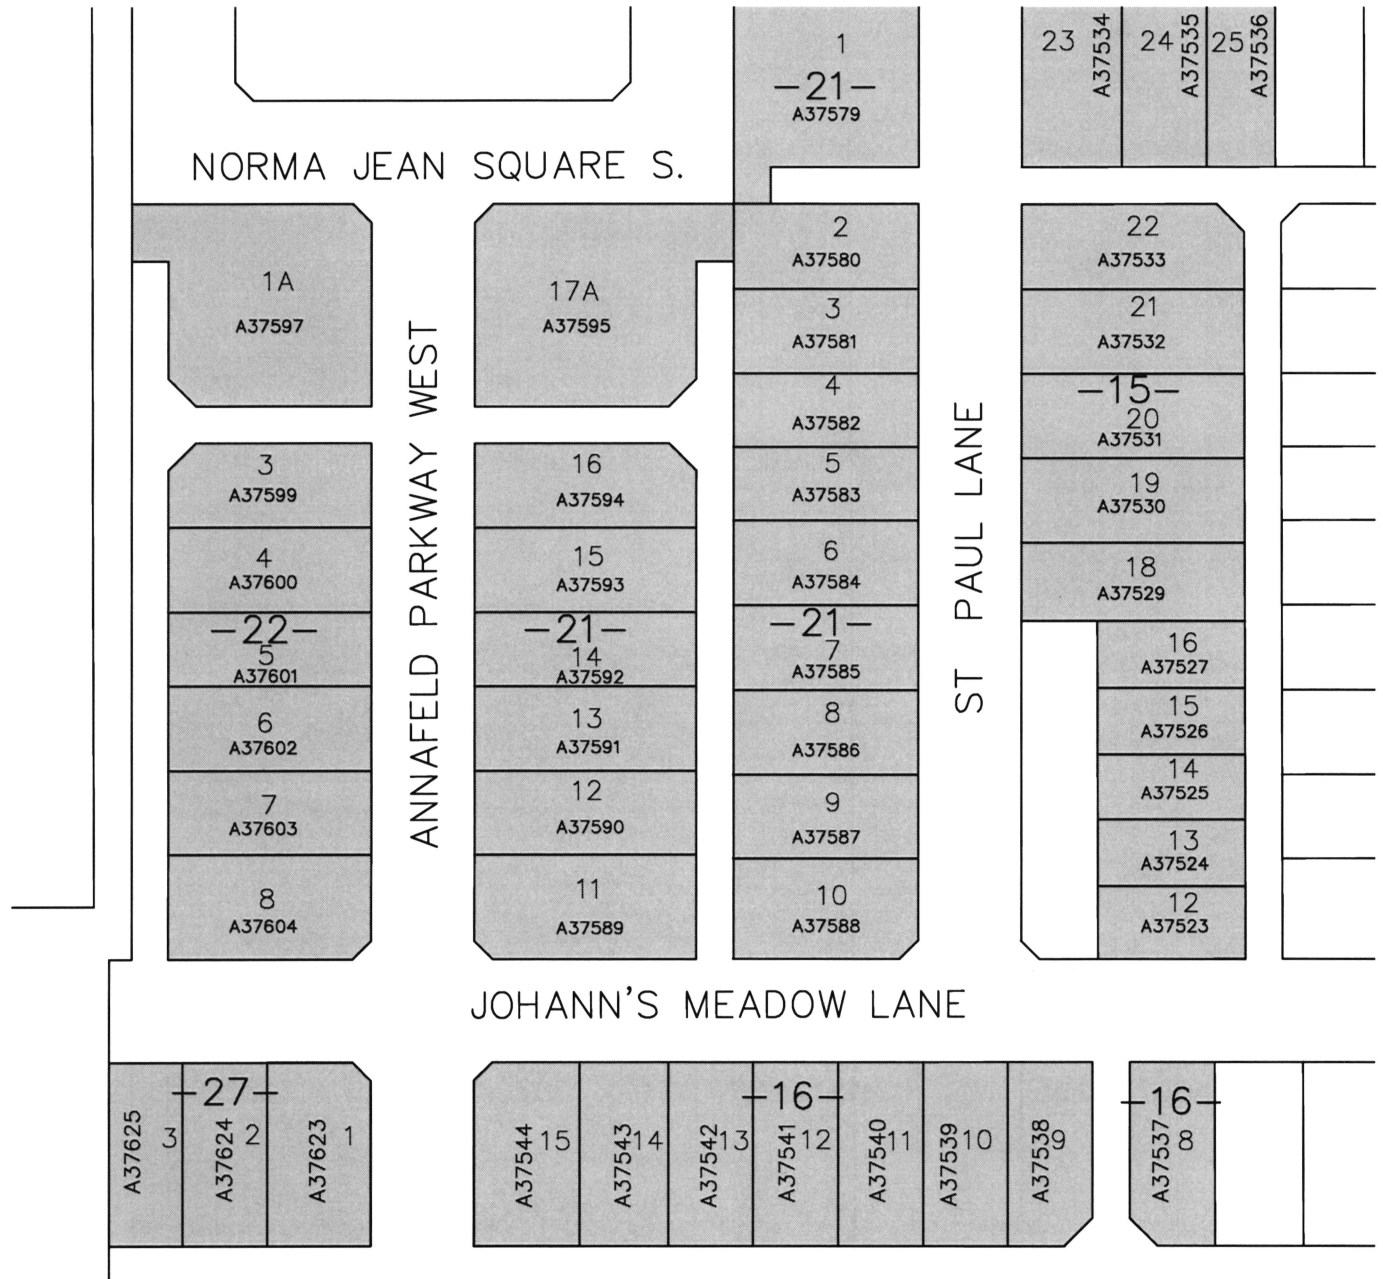 1
-21-
A37579
23
A37534
24
A37535
25
A37536
NORMA JEAN SQUARE S.
1A
A37597
17A
A37595
2
A37580
3
A37581
4
A37582
5
A37583
6
A37584
-21-
7
A37585
8
A37586
9
A37587
10
A37588
22
A37533
21
A37532
-15-
20
A37531
19
A37530
18
A37529
16
A37527
15
A37526
14
A37525
13
A37524
12
A37523
ANNAFELD PARKWAY WEST
ST PAUL LANE
3
A37599
4
A37600
-22-
5
A37601
6
A37602
7
A37603
8
A37604
16
A37594
15
A37593
-21-
14
A37592
13
A37591
12
A37590
11
A37589
JOHANN'S MEADOW LANE
-27-
A37625
3
A37624
2
A37623
1
-16-
A37544
15
A37543
14
A37542
13
A37541
12
A37540
11
A37539
10
A37538
9
-16-
A37537
8